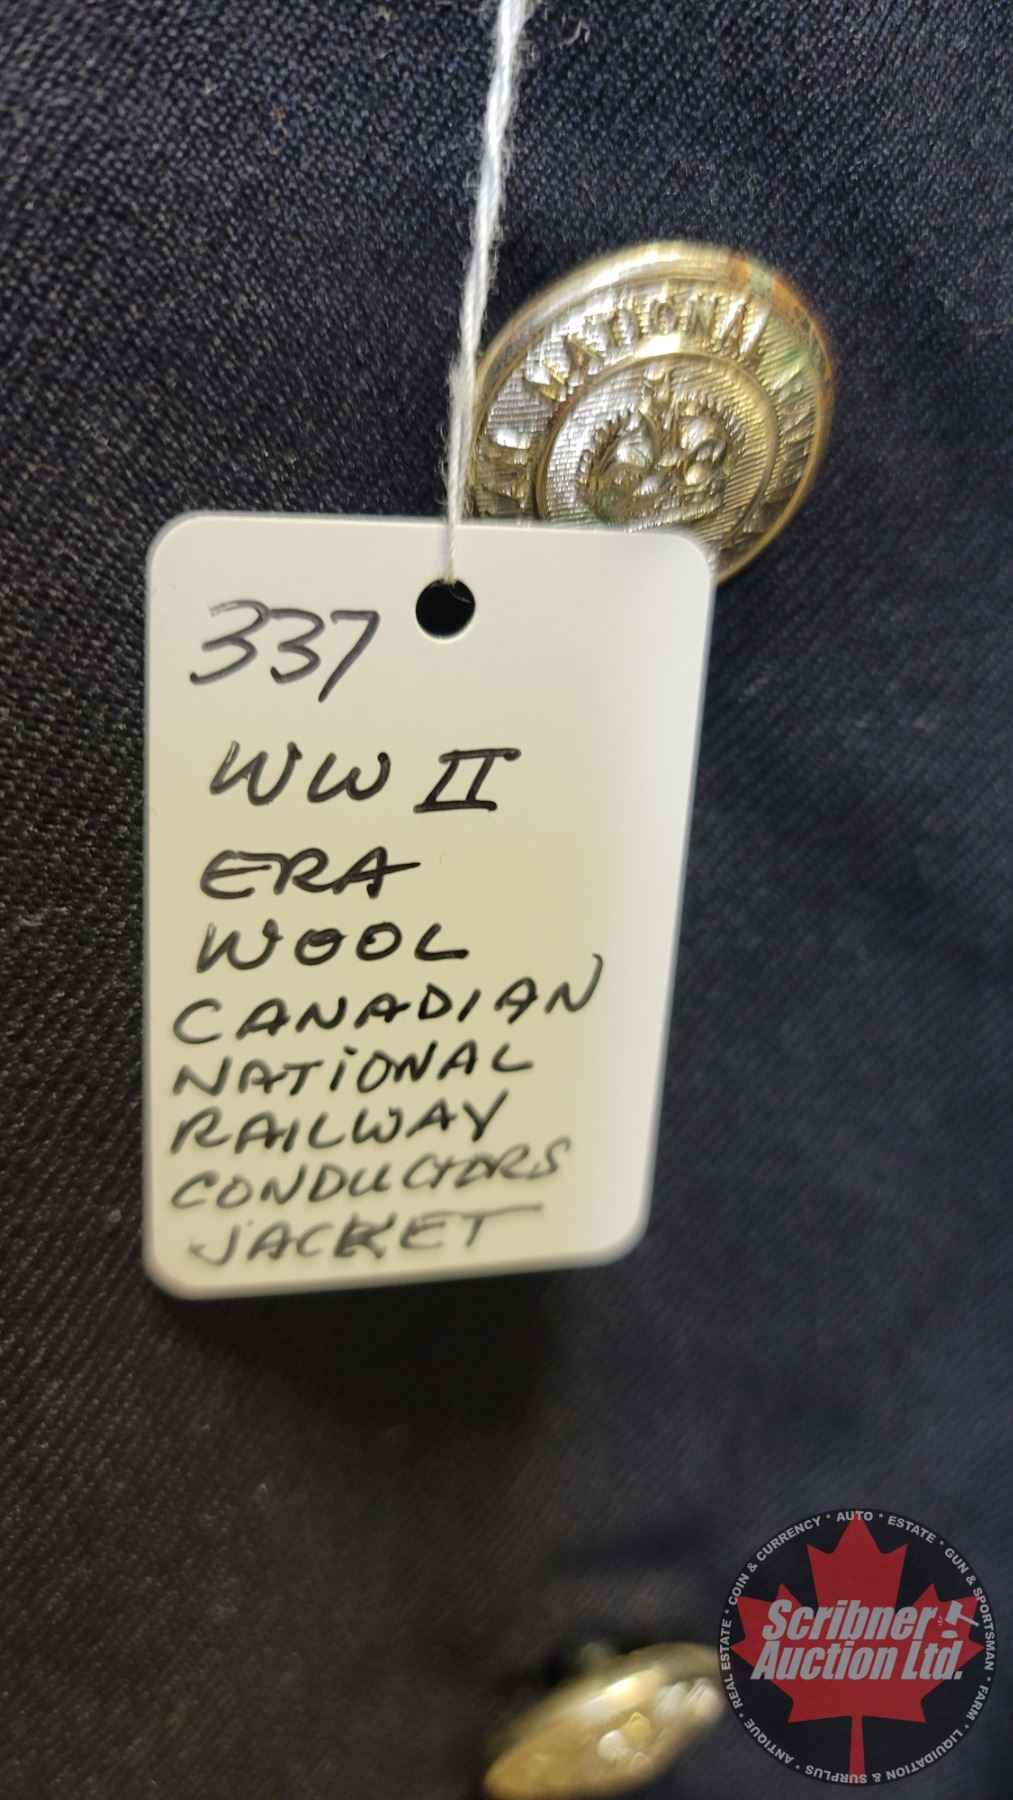 NATIONAL
337
WW II
ERA
WOOL
CANADIAN
NATIONAL
RAILWAY
CONDUCTORS
JACKET
ANTIQUE * REAL ESTATE * COIN & CURRENCY * AUTO * ESTATE * GUN & SPORTSMAN * FARM * LIQUIDATION & SURPLUS *
Scribner
Auction Ltd.